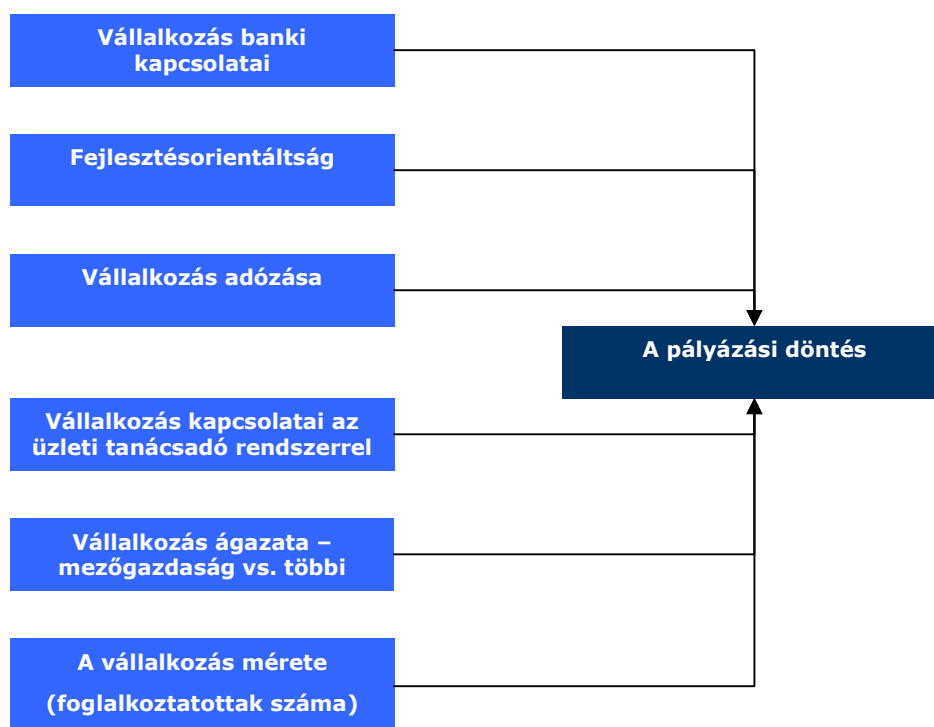 Vállalkozás banki
kapcsolatai
Fejlesztésorientáltság
Vállalkozás adózása
A pályázási döntés
Vállalkozás kapcsolatai az
üzleti tanácsadó rendszerrel
Vállalkozás ágazata –
mezőgazdaság vs. többi
A vállalkozás mérete
(foglalkoztatottak száma)